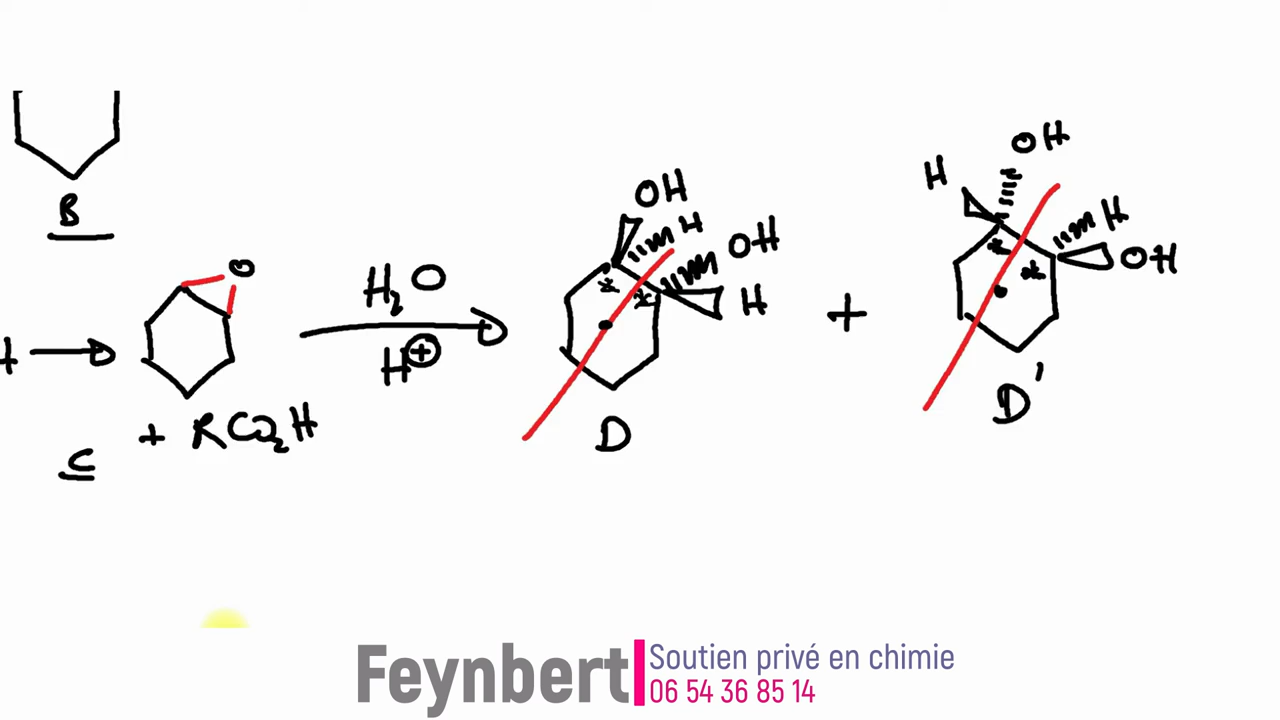 B
O
+ RCO₂H
C
H₂O
H⊕
OH
H
OH
H
*
*
D
+
H
OH
H
OH
*
*
D'
Feynbert
Soutien privé en chimie
06 54 36 85 14